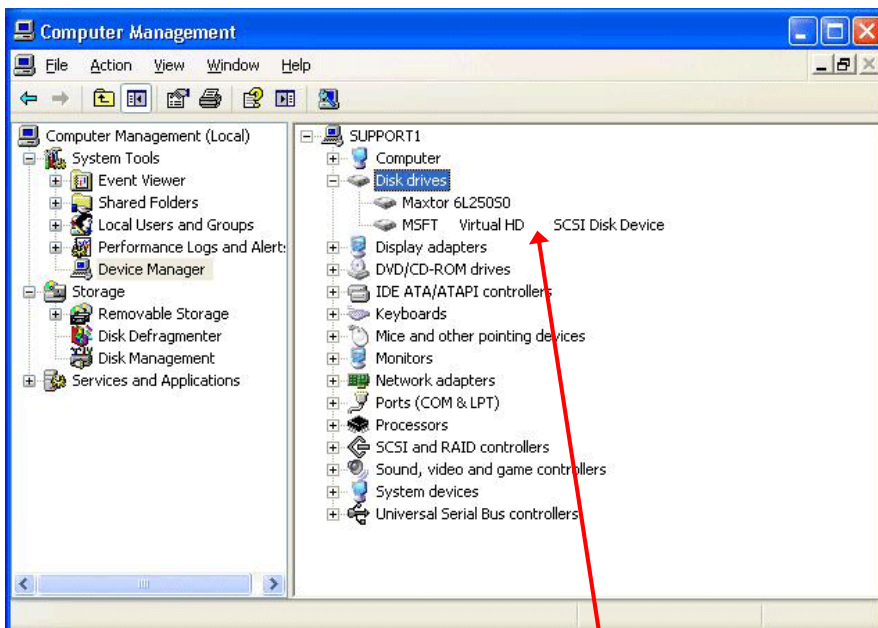 Computer Management
File Action View Window Help
Computer Management (Local)
System Tools
Event Viewer
Shared Folders
Local Users and Groups
Performance Logs and Alert:
Device Manager
Storage
Removable Storage
Disk Defragmenter
Disk Management
Services and Applications
SUPPORT1
Computer
Disk drives
Maxtor 6L250S0
MSFT Virtual HD SCSI Disk Device
Display adapters
DVD/CD-ROM drives
IDE ATA/ATAPI controllers
Keyboards
Mice and other pointing devices
Monitors
Network adapters
Ports (COM & LPT)
Processors
SCSI and RAID controllers
Sound, video and game controllers
System devices
Universal Serial Bus controllers